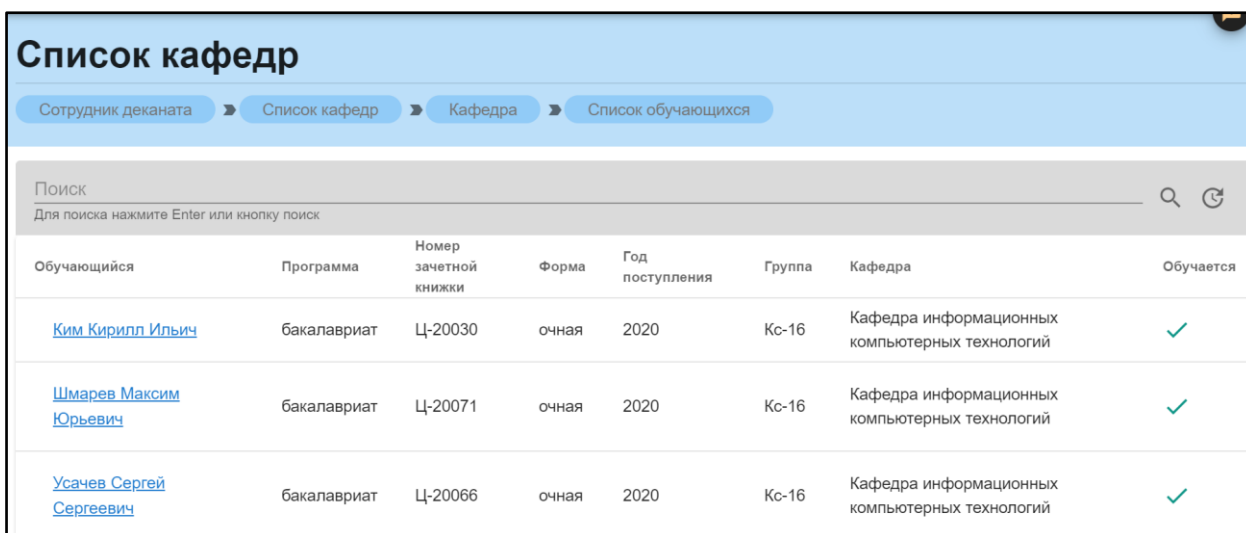 Список кафедр
Сотрудник деканата Список кафедр Кафедра Список обучающихся
Поиск
Для поиска нажмите Enter или кнопку поиск
Обучающийся Программа Номер зачетной книжки Форма Год поступления Группа Кафедра Обучается
Ким Кирилл Ильич бакалавриат Ц-20030 очная 2020 Кс-16 Кафедра информационных компьютерных технологий
Шмарев Максим Юрьевич бакалавриат Ц-20071 очная 2020 Кс-16 Кафедра информационных компьютерных технологий
Усачев Сергей Сергеевич бакалавриат Ц-20066 очная 2020 Кс-16 Кафедра информационных компьютерных технологий